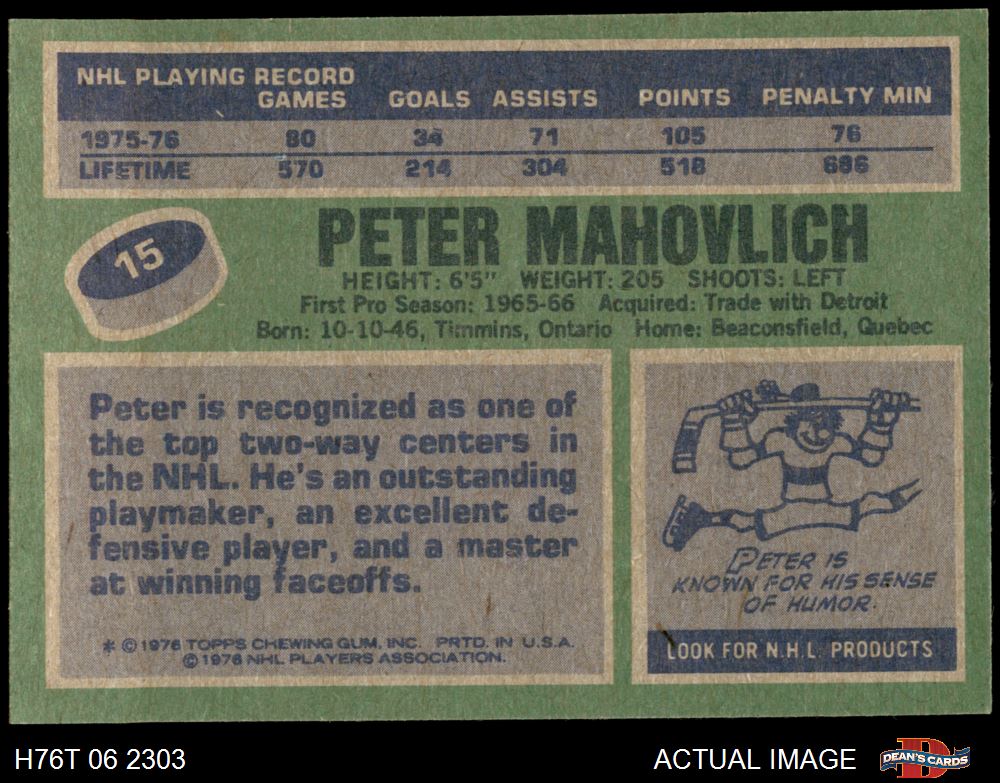 NHL PLAYING RECORD
GAMES GOALS ASSISTS POINTS PENALTY MIN
1975-76 80 34 71 105 76
LIFETIME 570 214 304 518 686
15
PETER MAHOVLICH
HEIGHT: 6'5" WEIGHT: 205 SHOOTS: LEFT
First Pro Season: 1965-66 Acquired: Trade with Detroit
Born: 10-10-46, Timmins, Ontario Home: Beaconsfield, Quebec
Peter is recognized as one of
the top two-way centers in
the NHL. He's an outstanding
playmaker, an excellent de-
fensive player, and a master
at winning faceoffs.
* © 1976 TOPPS CHEWING GUM, INC. PRTD. IN U.S.A.
© 1976 NHL PLAYERS ASSOCIATION.
PETER IS
KNOWN FOR HIS SENSE
OF HUMOR.
LOOK FOR N.H.L. PRODUCTS
H76T 06 2303 ACTUAL IMAGE DEAN'S CARDS